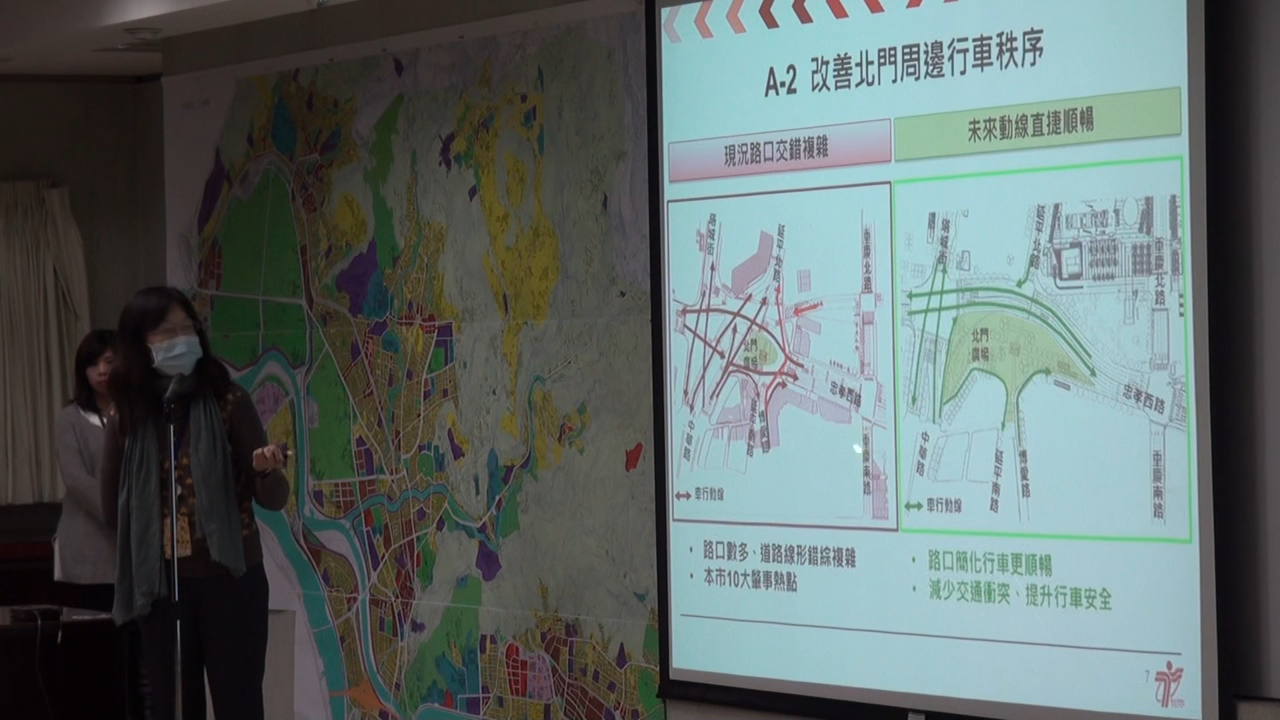 A-2 改善北門周邊行車秩序
現況路口交錯複雜
未來動線直捷順暢
塔城街
延平北路
重慶北路
北門
廣場
忠孝西路
中華路
延平南路
博愛路
重慶南路
車行動線
塔城街
延平北路
重慶北路
北門
廣場
忠孝西路
中華路
延平南路
博愛路
重慶南路
車行動線
• 路口數多、道路線形錯綜複雜
• 本市10大肇事熱點
• 路口簡化行車更順暢
• 減少交通衝突、提升行車安全
7